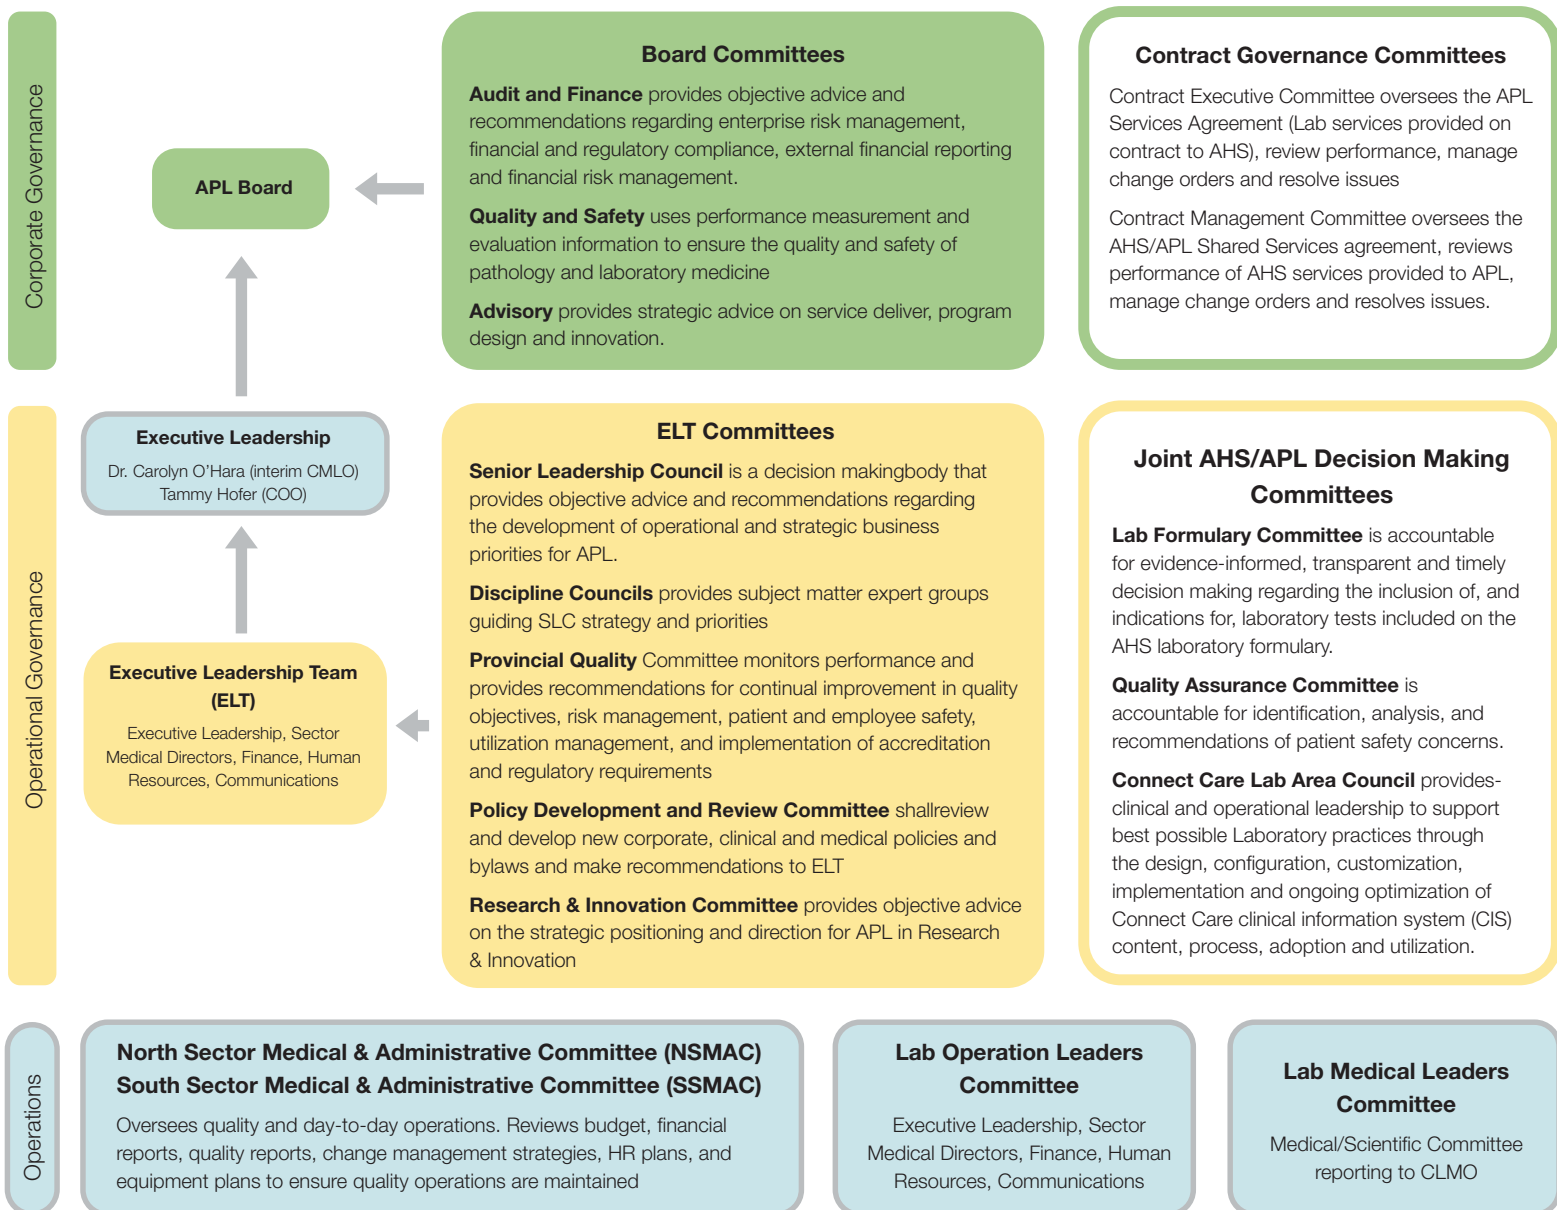 Corporate Governance
APL Board
Board Committees
Audit and Finance provides objective advice and
recommendations regarding enterprise risk management,
financial and regulatory compliance, external financial reporting
and financial risk management.
Quality and Safety uses performance measurement and
evaluation information to ensure the quality and safety of
pathology and laboratory medicine
Advisory provides strategic advice on service deliver, program
design and innovation.
Contract Governance Committees
Contract Executive Committee oversees the APL
Services Agreement (Lab services provided on
contract to AHS), review performance, manage
change orders and resolve issues
Contract Management Committee oversees the
AHS/APL Shared Services agreement, reviews
performance of AHS services provided to APL,
manage change orders and resolves issues.
Operational Governance
Executive Leadership
Dr. Carolyn O’Hara (interim CMLO)
Tammy Hofer (COO)
Executive Leadership Team
(ELT)
Executive Leadership, Sector
Medical Directors, Finance, Human
Resources, Communications
ELT Committees
Senior Leadership Council is a decision makingbody that
provides objective advice and recommendations regarding
the development of operational and strategic business
priorities for APL.
Discipline Councils provides subject matter expert groups
guiding SLC strategy and priorities
Provincial Quality Committee monitors performance and
provides recommendations for continual improvement in quality
objectives, risk management, patient and employee safety,
utilization management, and implementation of accreditation
and regulatory requirements
Policy Development and Review Committee shallreview
and develop new corporate, clinical and medical policies and
bylaws and make recommendations to ELT
Research & Innovation Committee provides objective advice
on the strategic positioning and direction for APL in Research
& Innovation
Joint AHS/APL Decision Making
Committees
Lab Formulary Committee is accountable
for evidence-informed, transparent and timely
decision making regarding the inclusion of, and
indications for, laboratory tests included on the
AHS laboratory formulary.
Quality Assurance Committee is
accountable for identification, analysis, and
recommendations of patient safety concerns.
Connect Care Lab Area Council provides-
clinical and operational leadership to support
best possible Laboratory practices through
the design, configuration, customization,
implementation and ongoing optimization of
Connect Care clinical information system (CIS)
content, process, adoption and utilization.
Operations
North Sector Medical & Administrative Committee (NSMAC)
South Sector Medical & Administrative Committee (SSMAC)
Oversees quality and day-to-day operations. Reviews budget, financial
reports, quality reports, change management strategies, HR plans, and
equipment plans to ensure quality operations are maintained
Lab Operation Leaders
Committee
Executive Leadership, Sector
Medical Directors, Finance, Human
Resources, Communications
Lab Medical Leaders
Committee
Medical/Scientific Committee
reporting to CLMO